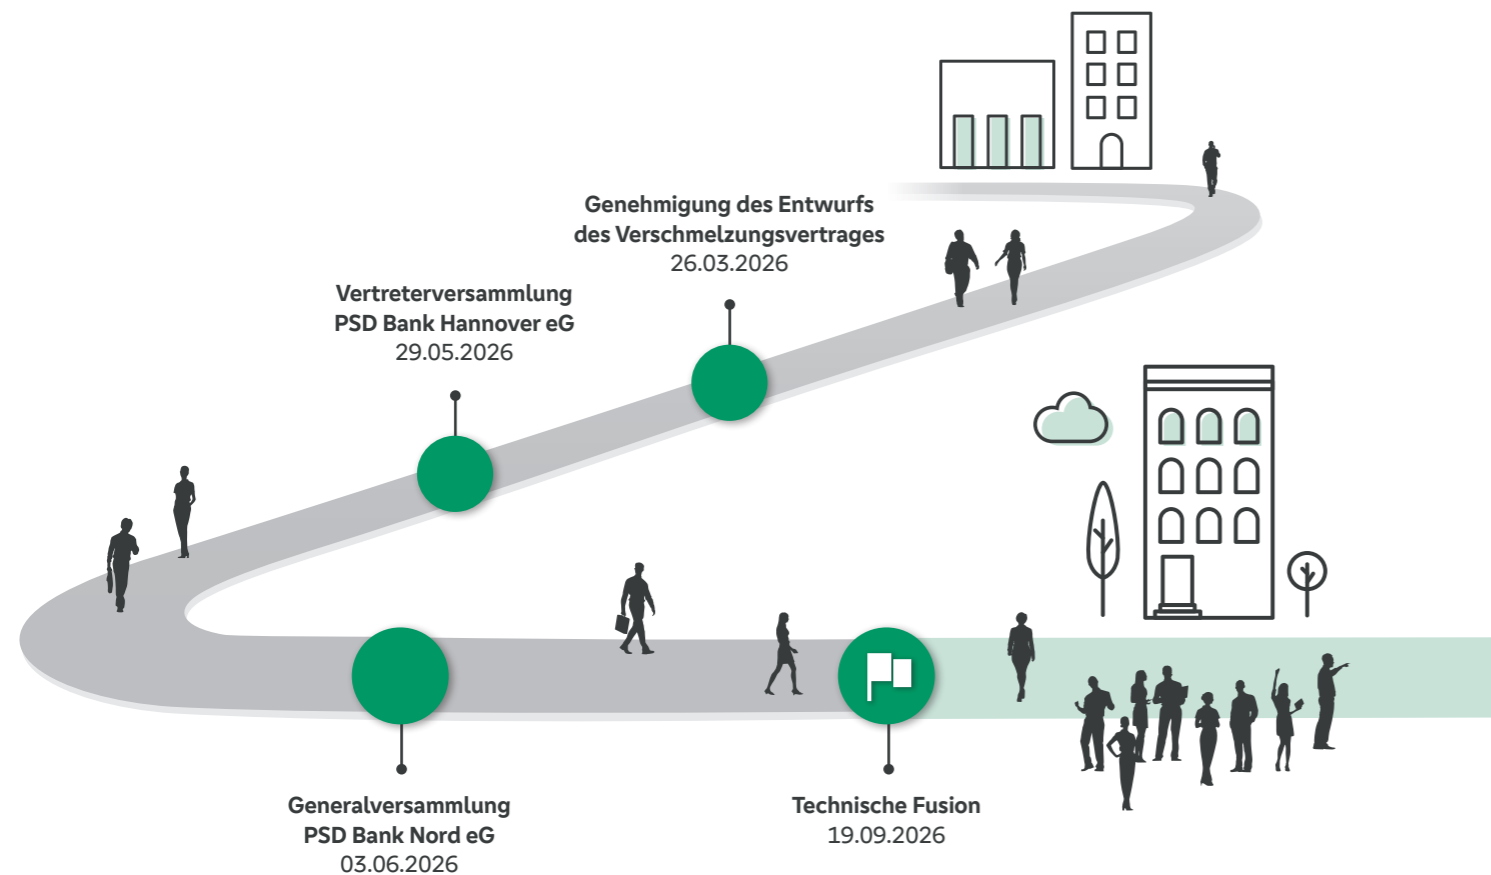 Genehmigung des Entwurfs
des Verschmelzungsvertrages
26.03.2026
Vertreterversammlung
PSD Bank Hannover eG
29.05.2026
Generalversammlung
PSD Bank Nord eG
03.06.2026
Technische Fusion
19.09.2026